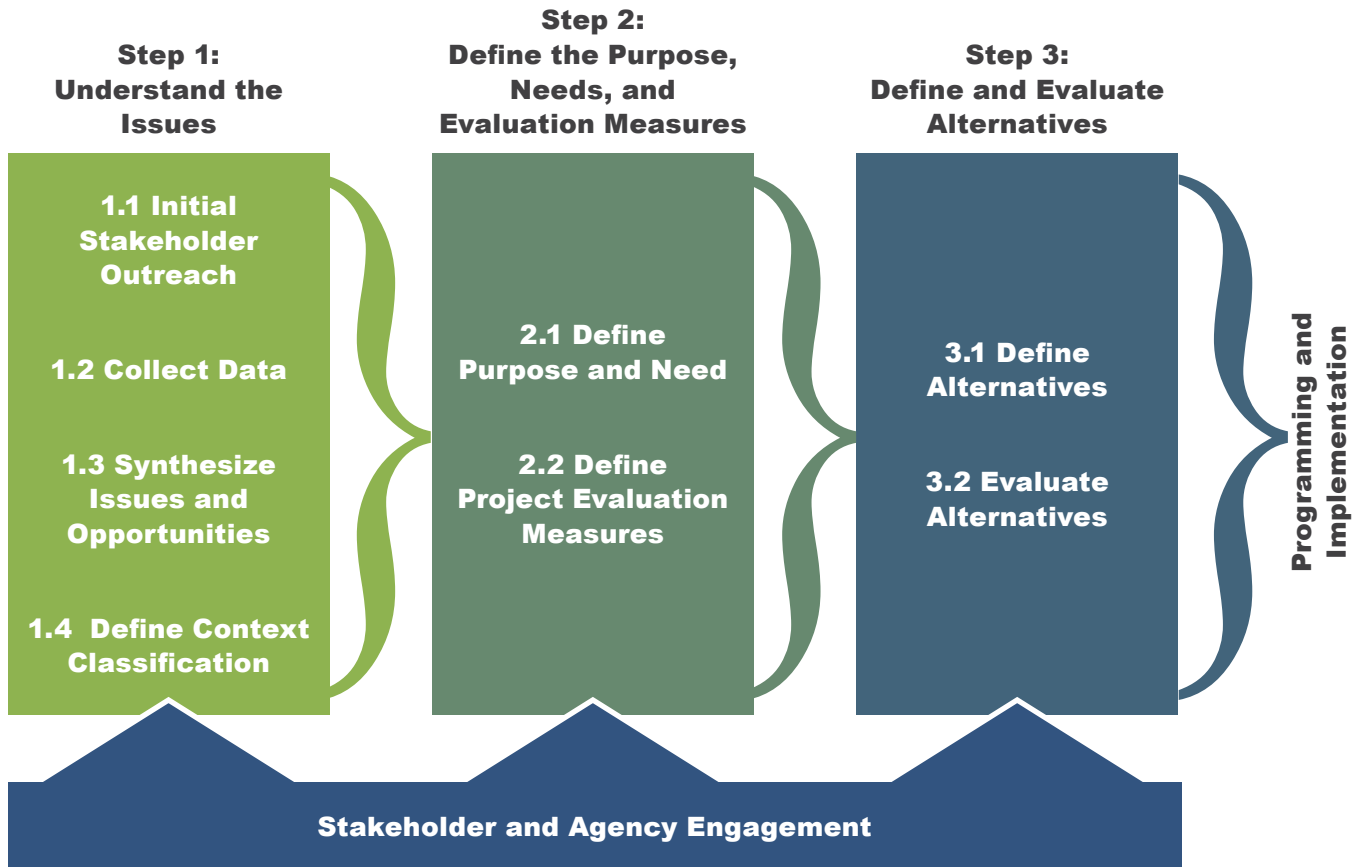 Step 1:
Understand the
Issues
1.1 Initial
Stakeholder
Outreach
1.2 Collect Data
1.3 Synthesize
Issues and
Opportunities
1.4  Define Context
Classification
Step 2:
Define the Purpose,
Needs, and
Evaluation Measures
2.1 Define
Purpose and Need
2.2 Define
Project Evaluation
Measures
Step 3:
Define and Evaluate
Alternatives
3.1 Define
Alternatives
3.2 Evaluate
Alternatives
Programming and
Implementation
Stakeholder and Agency Engagement